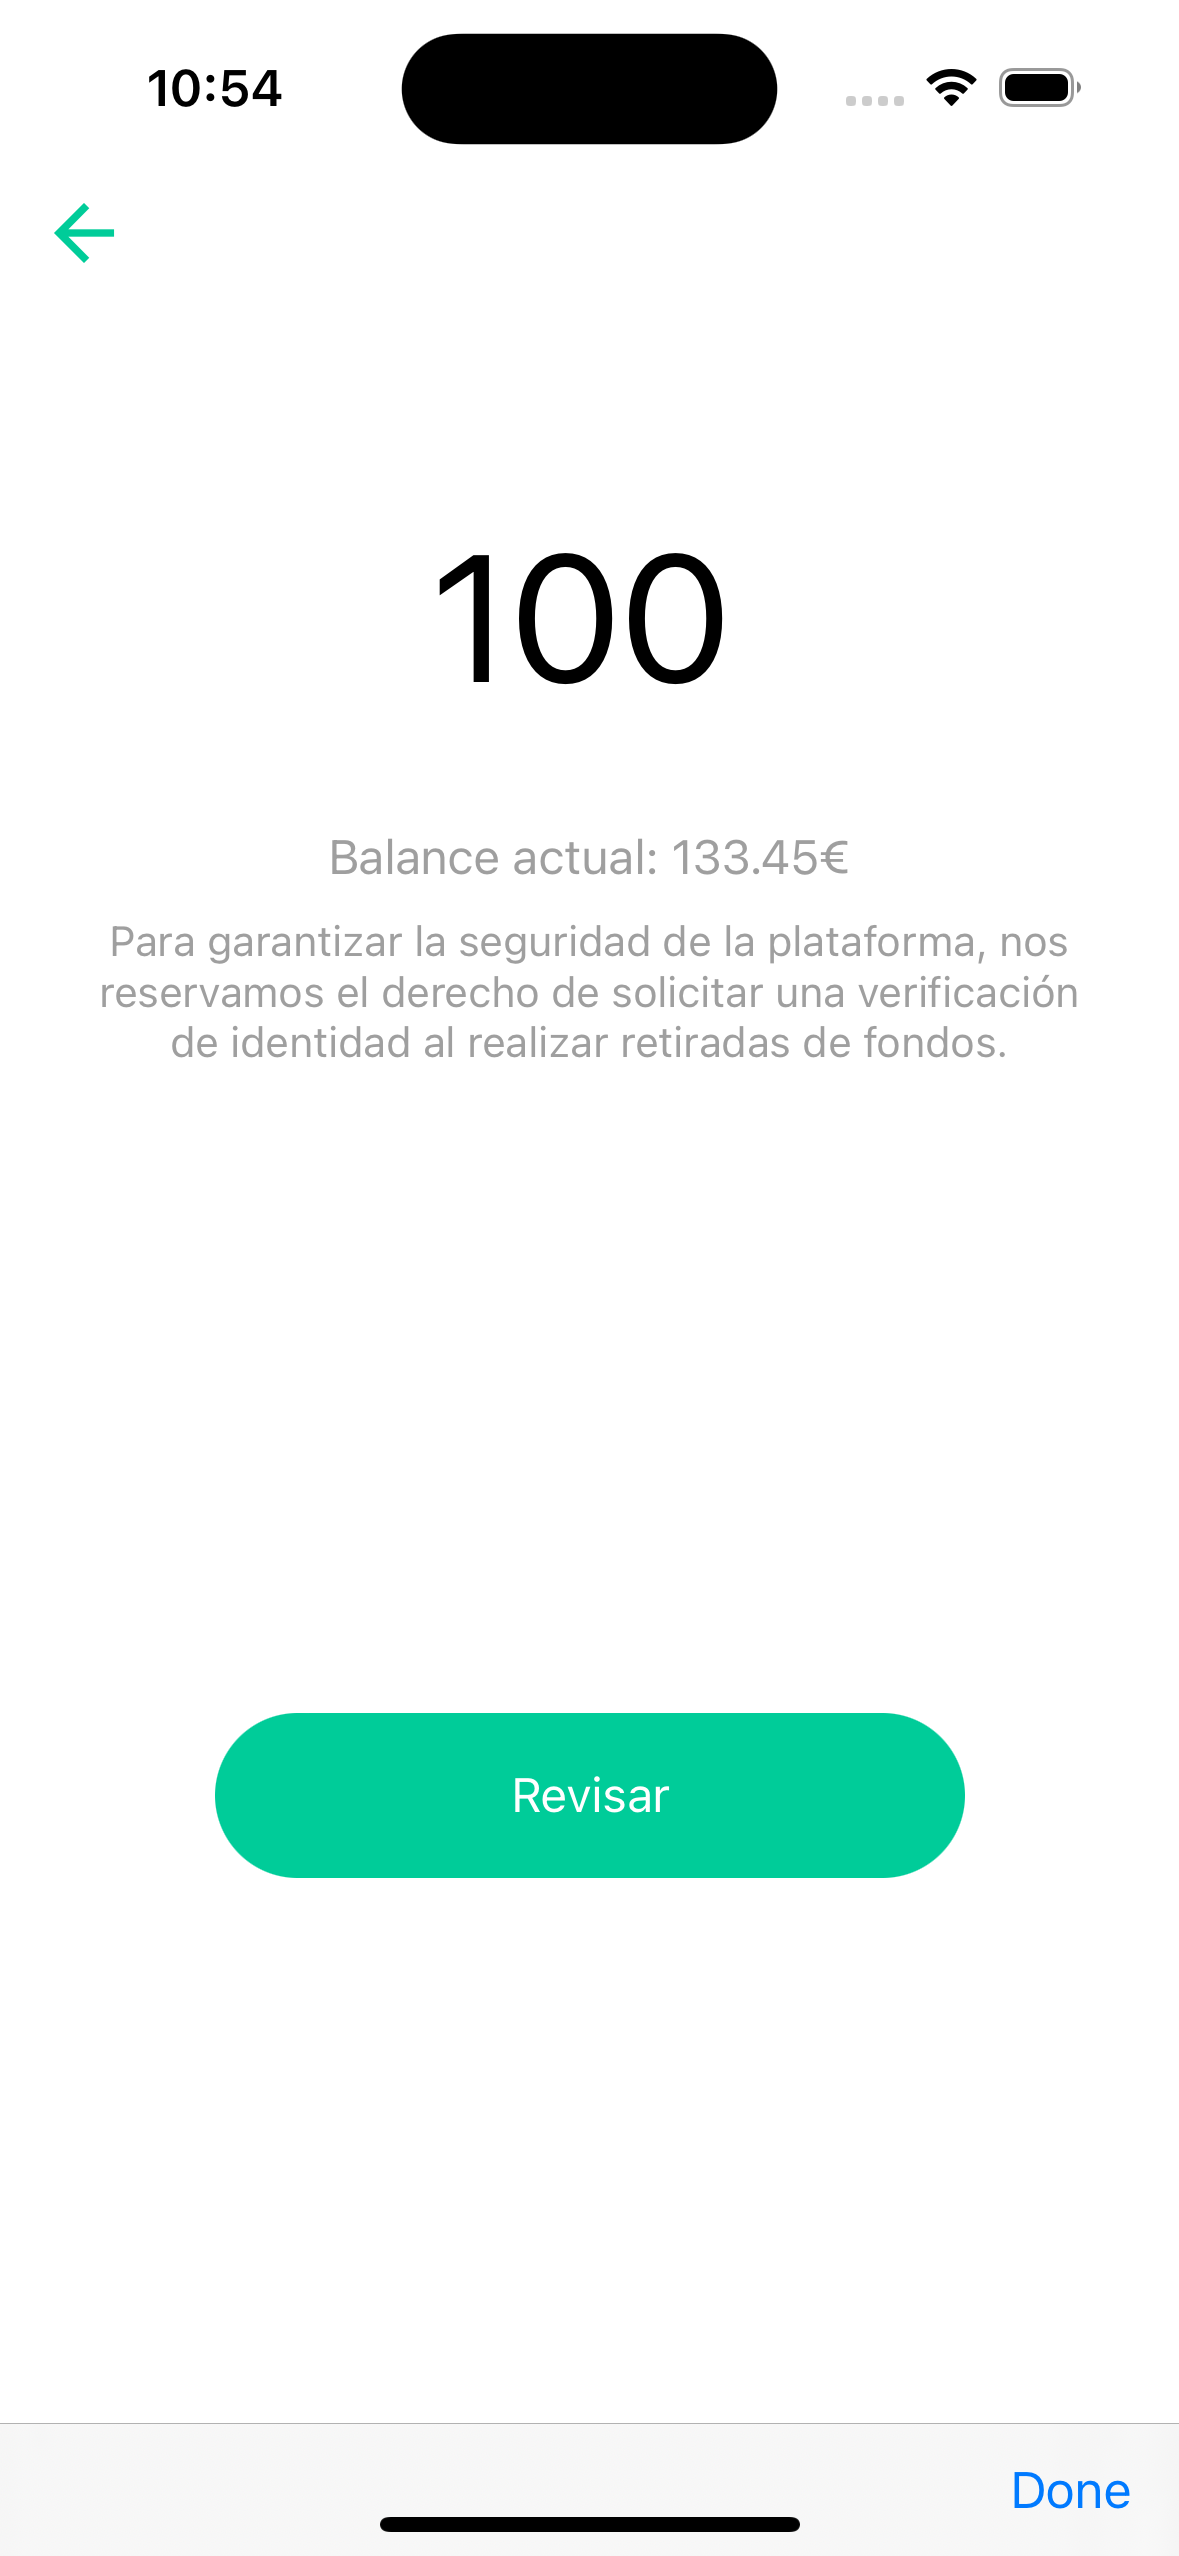 10:54
100
Balance actual: 133.45€
Para garantizar la seguridad de la plataforma, nos
reservamos el derecho de solicitar una verificación
de identidad al realizar retiradas de fondos.
Revisar
Done